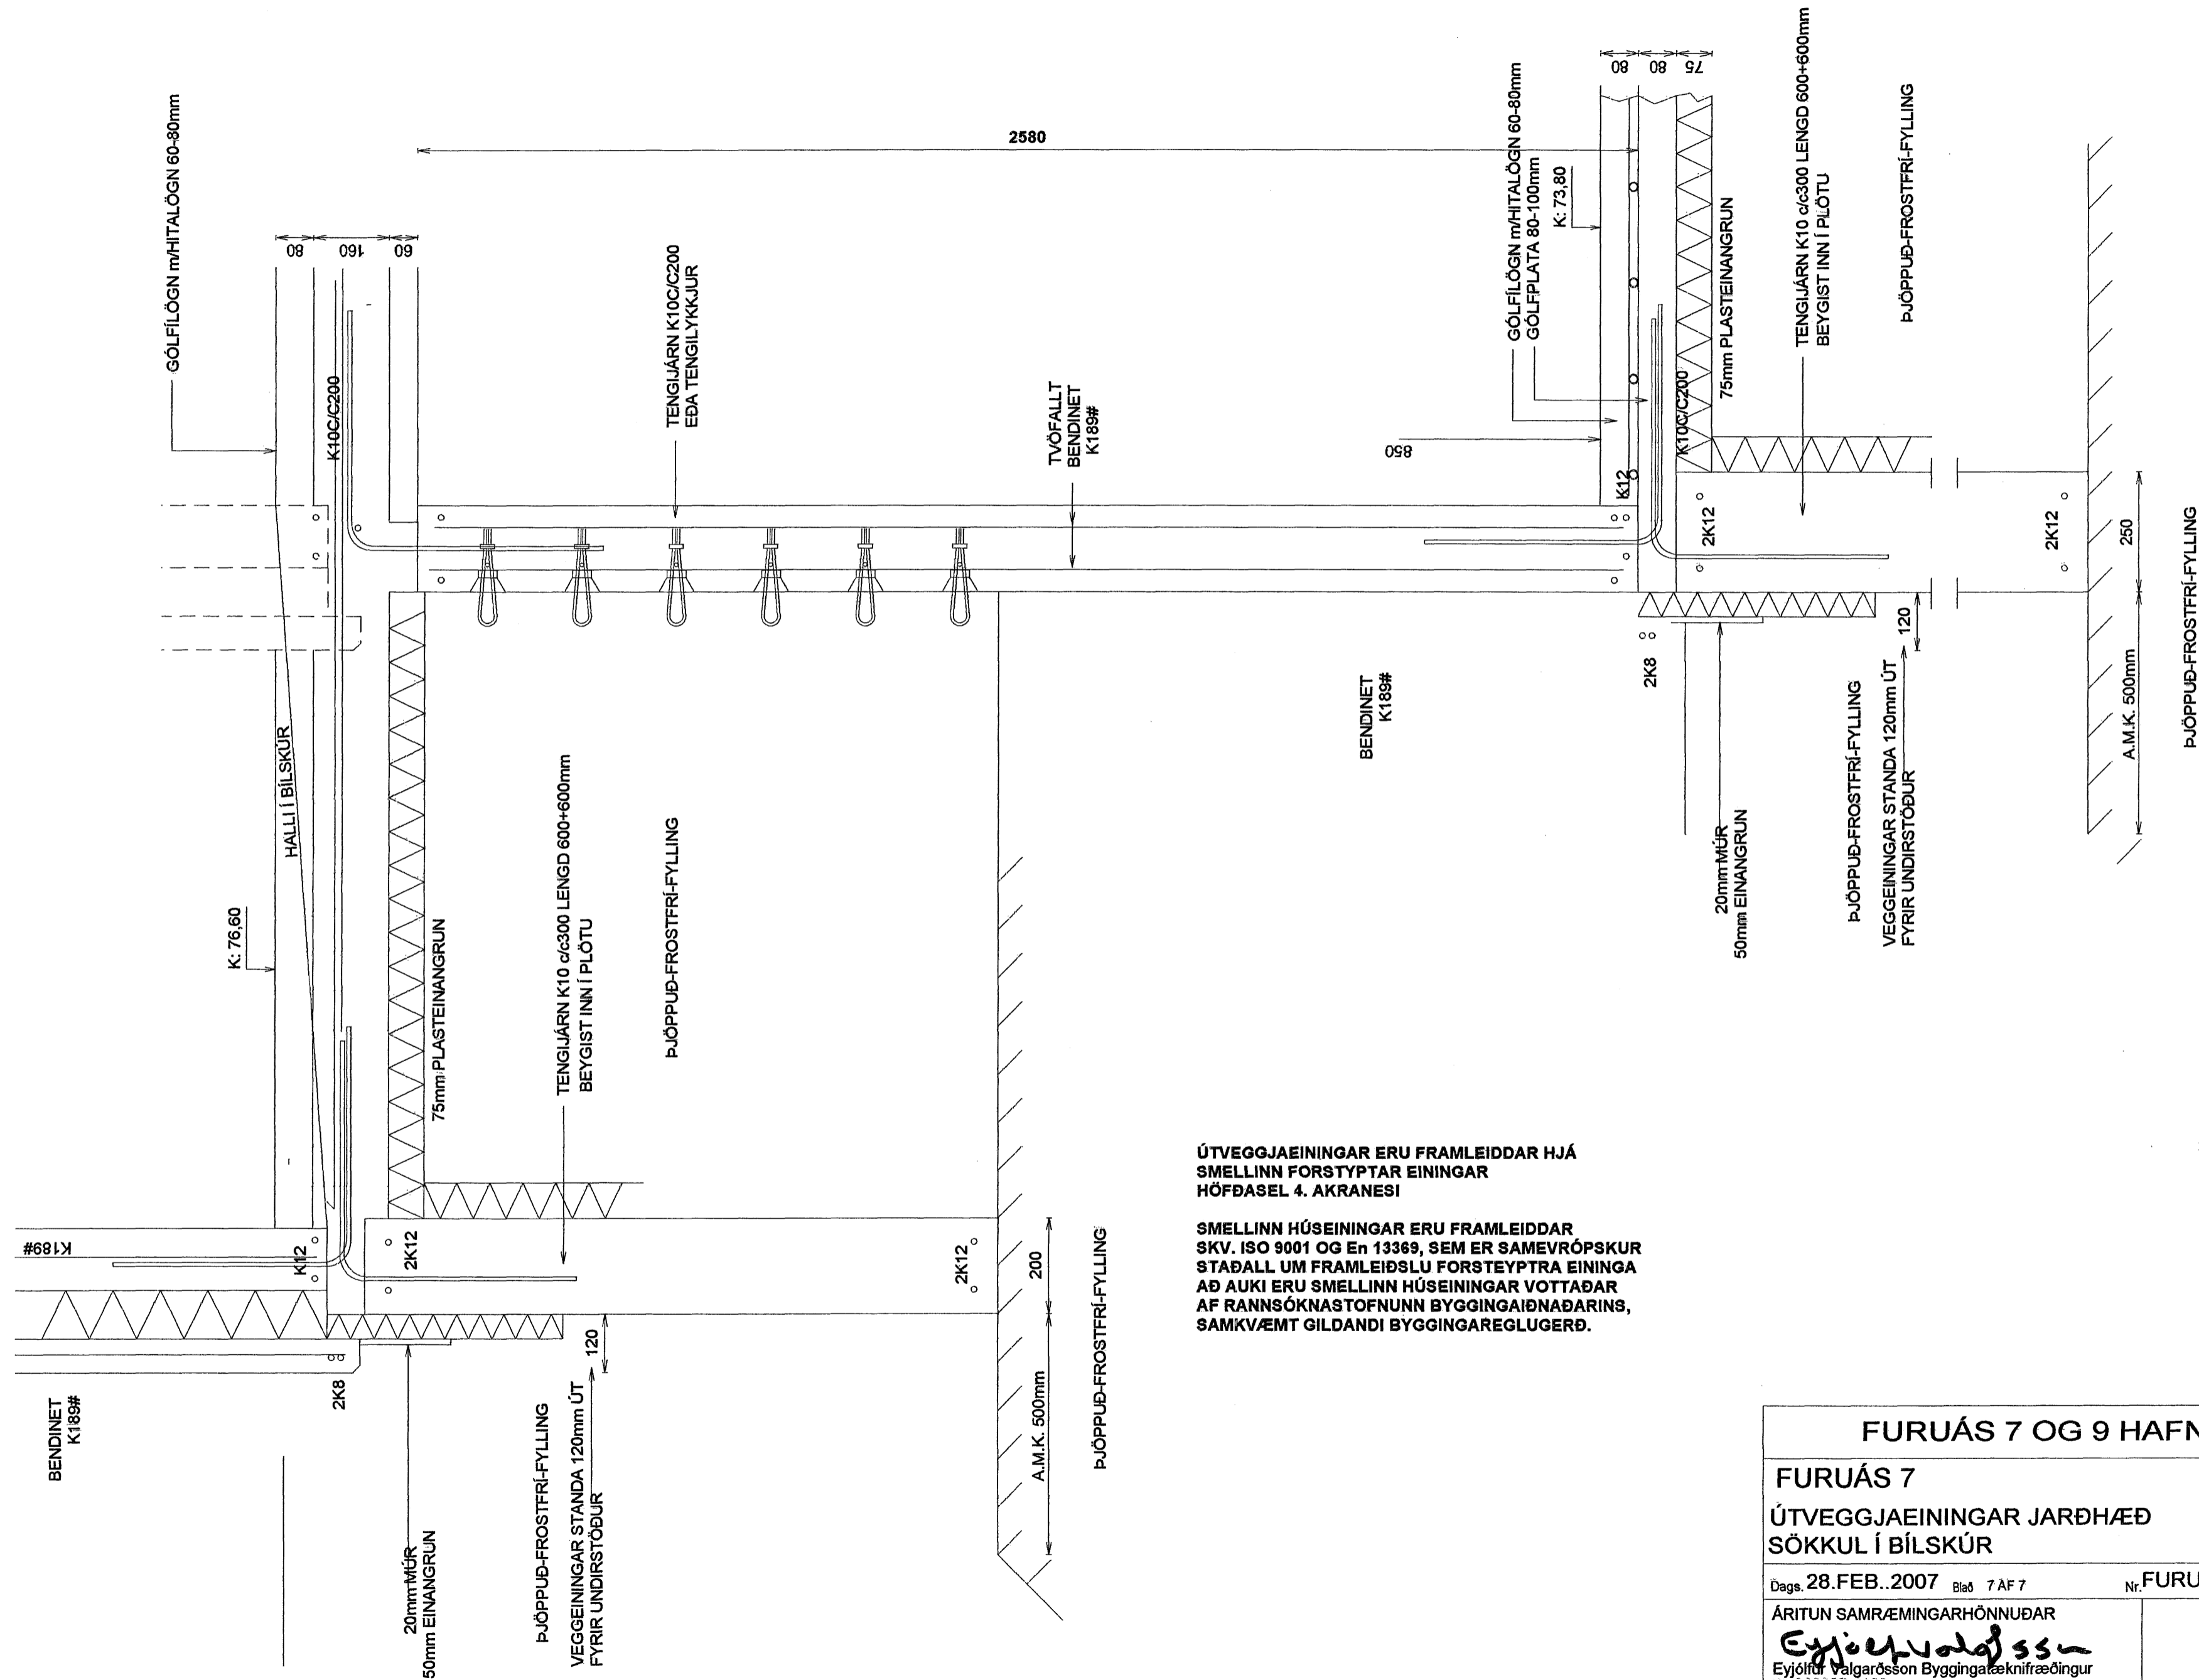 GÓLFÍLÖGN m/HITALÖGN 60-80mm
80
160
60
K10C/C200
HALLI Í BÍLSKÚR
K: 76,60
K189#
K12
2K12
75mm PLASTEINANGRUN
TENGIJÁRN K10 c/c300 LENGD 600+600mm
BEYGIST INN Í PLÖTU
ÞJÖPPUÐ-FROSTFRÍ-FYLLING
2K12
200
BENDINET
K189#
2K8
20mm MÚR
50mm EINANGRUN
120
ÞJÖPPUÐ-FROSTFRÍ-FYLLING
VEGGEININGAR STANDA 120mm ÚT
FYRIR UNDIRSTÖÐUR
A.M.K. 500mm
ÞJÖPPUÐ-FROSTFRÍ-FYLLING
2580
TENGIJÁRN K10C/C200
EÐA TENGILYKKJUR
TVÖFALLT
BENDINET
K189#
850
GÓLFÍLÖGN m/HITALÖGN 60-80mm
GÓLFPLATA 80-100mm
K: 73,80
80
80
75
K12
K10C/C200
75mm PLASTEINANGRUN
TENGIJÁRN K10 c/c300 LENGD 600+600mm
BEYGIST INN Í PLÖTU
ÞJÖPPUÐ-FROSTFRÍ-FYLLING
2K12
2K12
250
BENDINET
K189#
2K8
20mm MÚR
50mm EINANGRUN
120
ÞJÖPPUÐ-FROSTFRÍ-FYLLING
VEGGEININGAR STANDA 120mm ÚT
FYRIR UNDIRSTÖÐUR
A.M.K. 500mm
ÞJÖPPUÐ-FROSTFRÍ-FYLLING
ÚTVEGGJAEININGAR ERU FRAMLEIDDAR HJÁ
SMELLINN FORSTYPTAR EININGAR
HÖFÐASEL 4. AKRANESI
SMELLINN HÚSEININGAR ERU FRAMLEIDDAR
SKV. ISO 9001 OG En 13369, SEM ER SAMEVRÓPSKUR
STAÐALL UM FRAMLEIÐSLU FORSTEYPTRA EININGA
AÐ AUKI ERU SMELLINN HÚSEININGAR VOTTAÐAR
AF RANNSÓKNASTOFNUNN BYGGINGAIÐNAÐARINS,
SAMKVÆMT GILDANDI BYGGINGAREGLUGERÐ.
FURUÁS 7 OG 9 HAFN
FURUÁS 7
ÚTVEGGJAEININGAR JARÐHÆÐ
SÖKKUL Í BÍLSKÚR
Dags. 28.FEB..2007 Blað 7 AF 7 Nr. FURU
ÁRITUN SAMRÆMINGARHÖNNUÐAR
Eyjólfur Valgarðsson Byggingatæknifræðingur